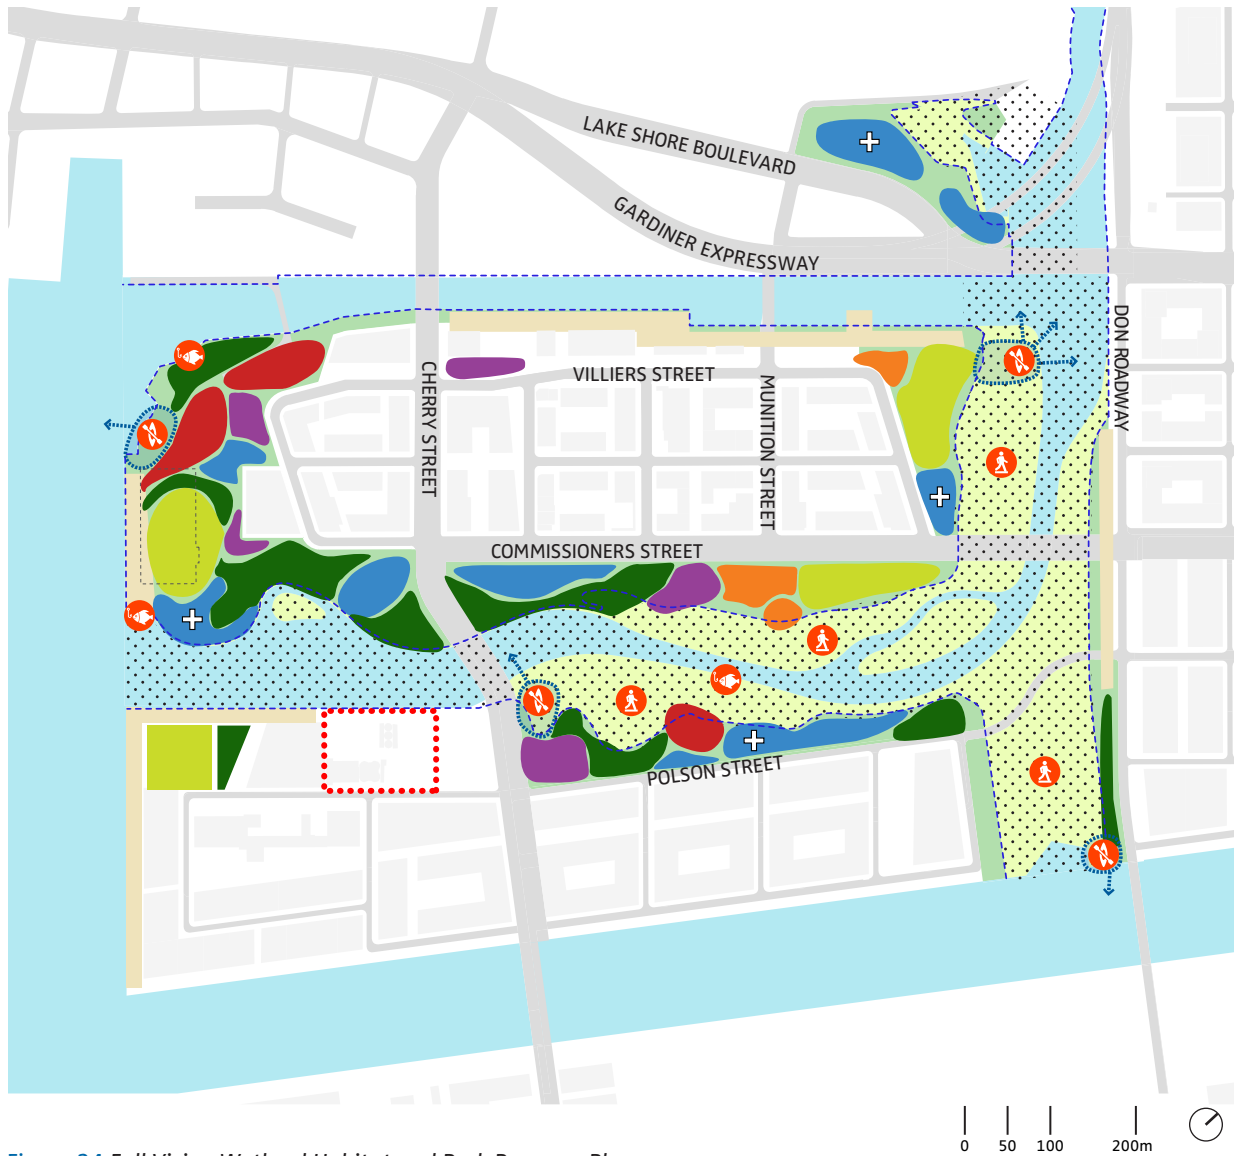 LAKE SHORE BOULEVARD
GARDINER EXPRESSWAY
DON ROADWAY
CHERRY STREET
VILLIERS STREET
MUNITION STREET
COMMISSIONERS STREET
POLSON STREET
0 50 100 200m